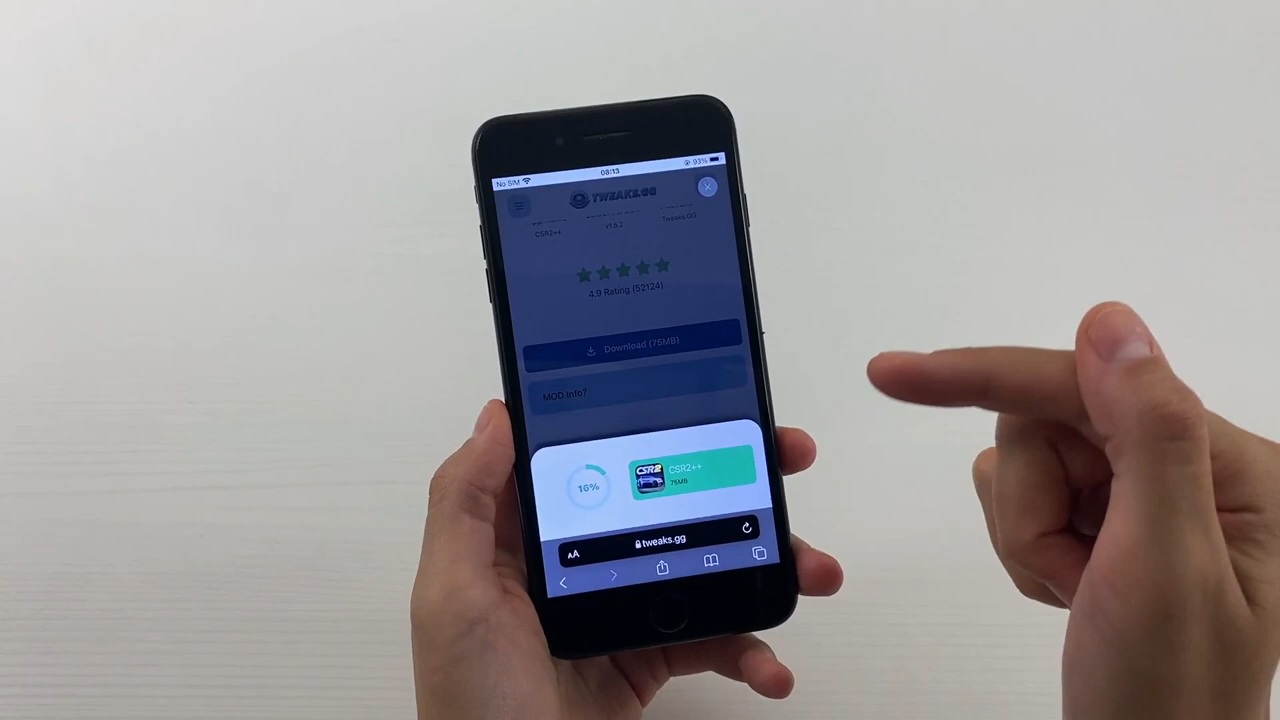 No SIM 08:13 93%
TWEAKS.GG
CSR2++ v1.5.2 Tweaks.GG
4.9 Rating (52124)
Download (75MB)
MOD Info?
16%
CSR2
CSR2++
75MB
AA tweaks.gg